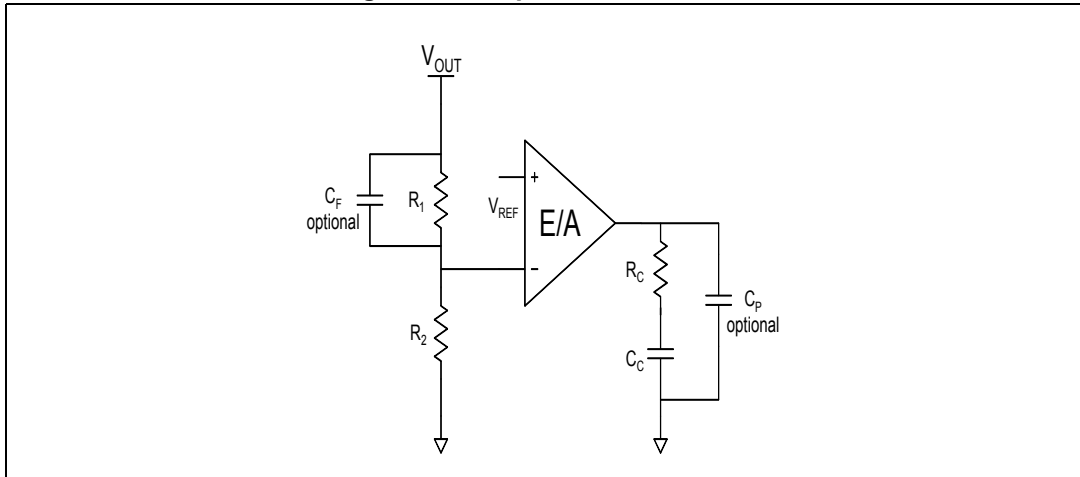 V_OUT
C_F
optional
R_1
V_REF
+
E/A
-
R_2
R_C
C_C
C_P
optional